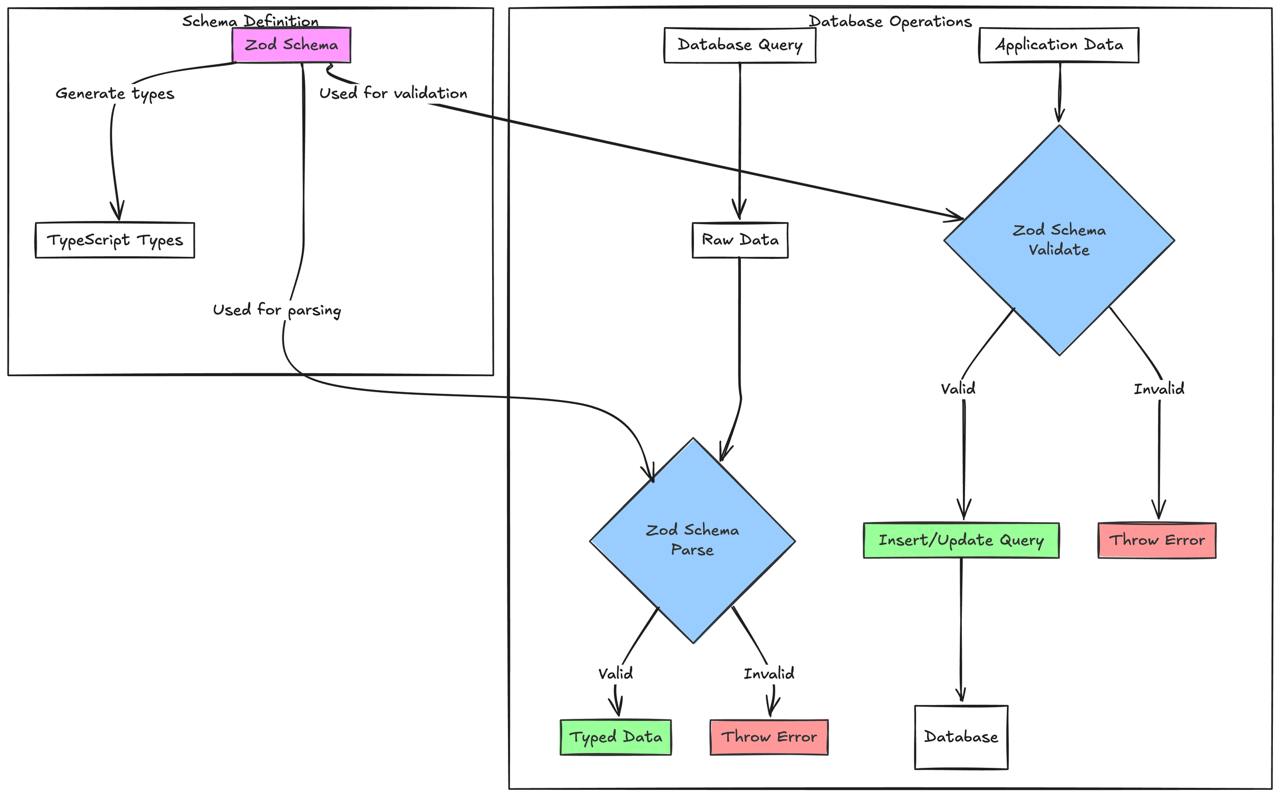 Schema Definition
Zod Schema
Generate types
Used for validation
TypeScript Types
Used for parsing
Database Operations
Database Query
Application Data
Raw Data
Zod Schema
Validate
Valid
Invalid
Zod Schema
Parse
Insert/Update Query
Throw Error
Valid
Invalid
Typed Data
Throw Error
Database